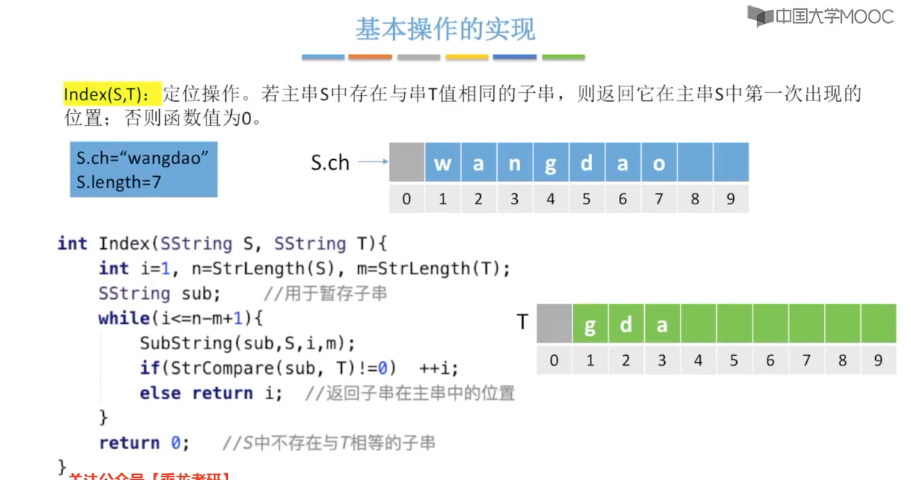 中国大学MOOC
基本操作的实现
Index(S,T)：定位操作。若主串S中存在与串T值相同的子串，则返回它在主串S中第一次出现的
位置；否则函数值为0。
S.ch=“wangdao”
S.length=7
S.ch
w a n g d a o
0 1 2 3 4 5 6 7 8 9
int Index(SString S, SString T){
int i=1, n=StrLength(S), m=StrLength(T);
SString sub; //用于暂存子串
while(i<=n-m+1){
SubString(sub,S,i,m);
if(StrCompare(sub, T)!=0) ++i;
else return i; //返回子串在主串中的位置
}
return 0; //S中不存在与T相等的子串
}
T
g d a
0 1 2 3 4 5 6 7 8 9